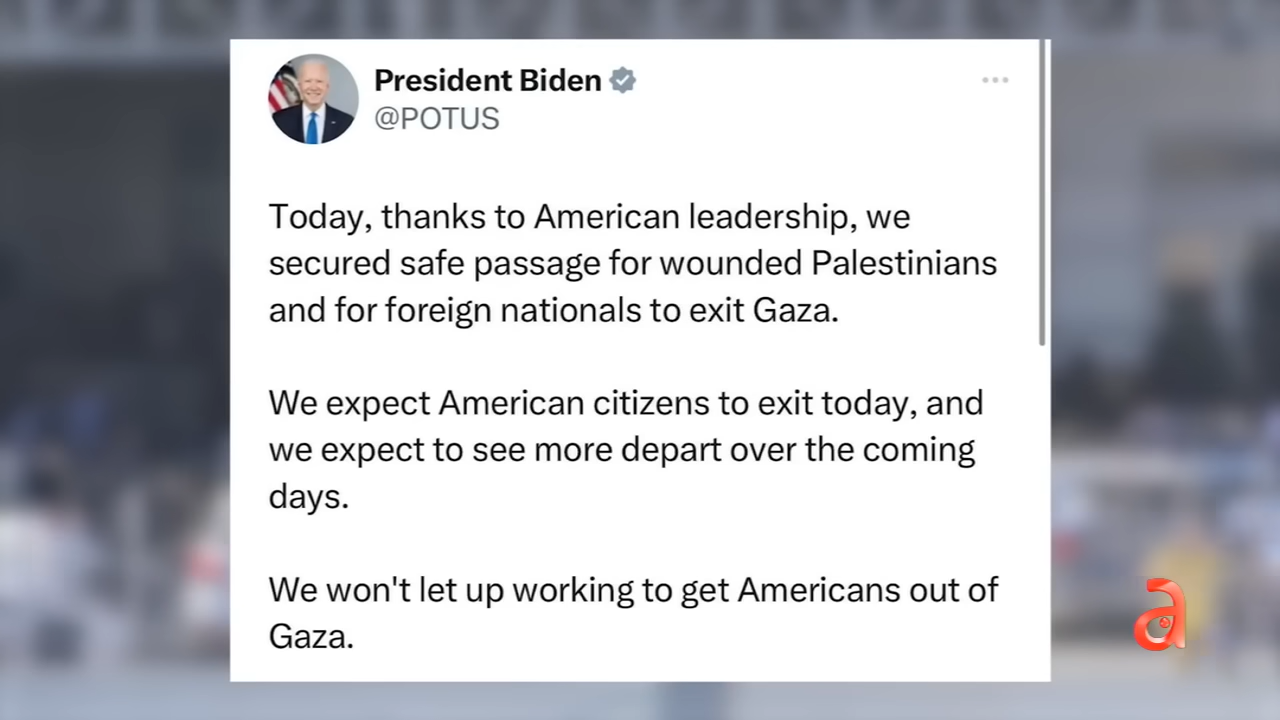 President Biden
@POTUS
Today, thanks to American leadership, we
secured safe passage for wounded Palestinians
and for foreign nationals to exit Gaza.
We expect American citizens to exit today, and
we expect to see more depart over the coming
days.
We won't let up working to get Americans out of
Gaza.
a